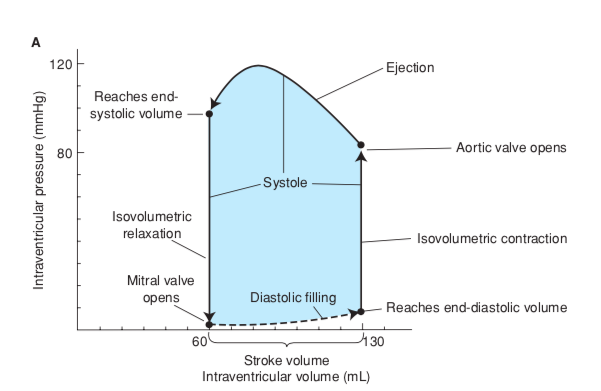 A
120
Ejection
Reaches end-
systolic volume
Intraventricular pressure (mmHg)
80
Aortic valve opens
Systole
Isovolumetric
relaxation
Isovolumetric contraction
Mitral valve
opens
Diastolic filling
Reaches end-diastolic volume
60
130
Stroke volume
Intraventricular volume (mL)